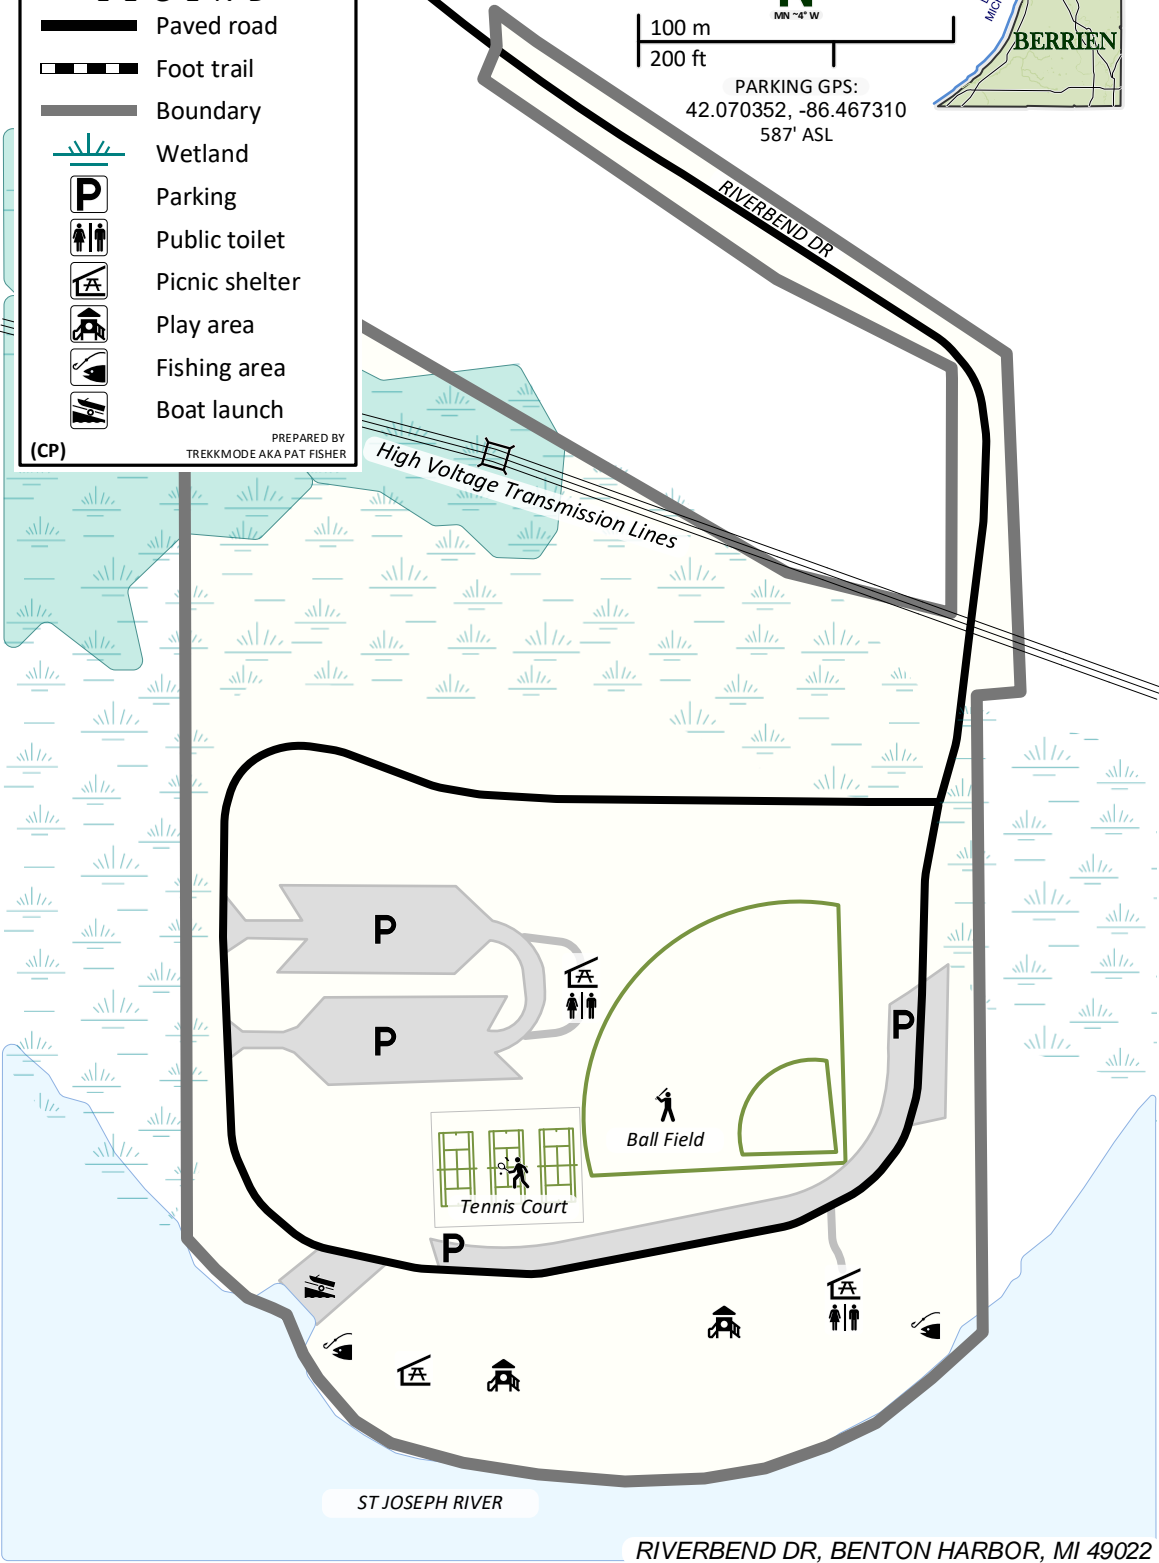 Paved road
Foot trail
Boundary
Wetland
P Parking
Public toilet
Picnic shelter
Play area
Fishing area
Boat launch
PREPARED BY
(CP) TREKKMODE AKA PAT FISHER
N
MN ~4° W
100 m
200 ft
PARKING GPS:
42.070352, -86.467310
587' ASL
MICH
BERRIEN
RIVERBEND DR
High Voltage Transmission Lines
P
P
P
Ball Field
Tennis Court
P
ST JOSEPH RIVER
RIVERBEND DR, BENTON HARBOR, MI 49022